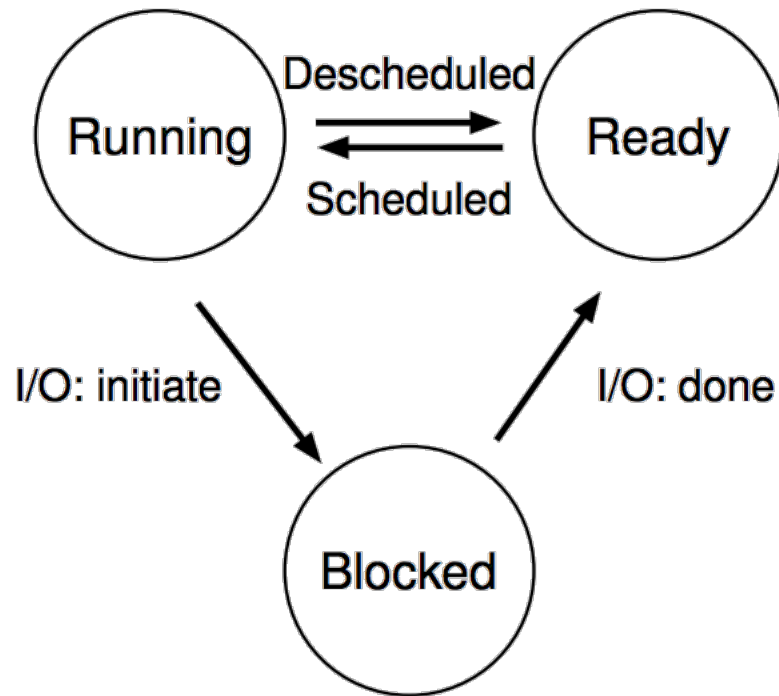 Descheduled
Running
Ready
Scheduled
I/O: initiate
I/O: done
Blocked